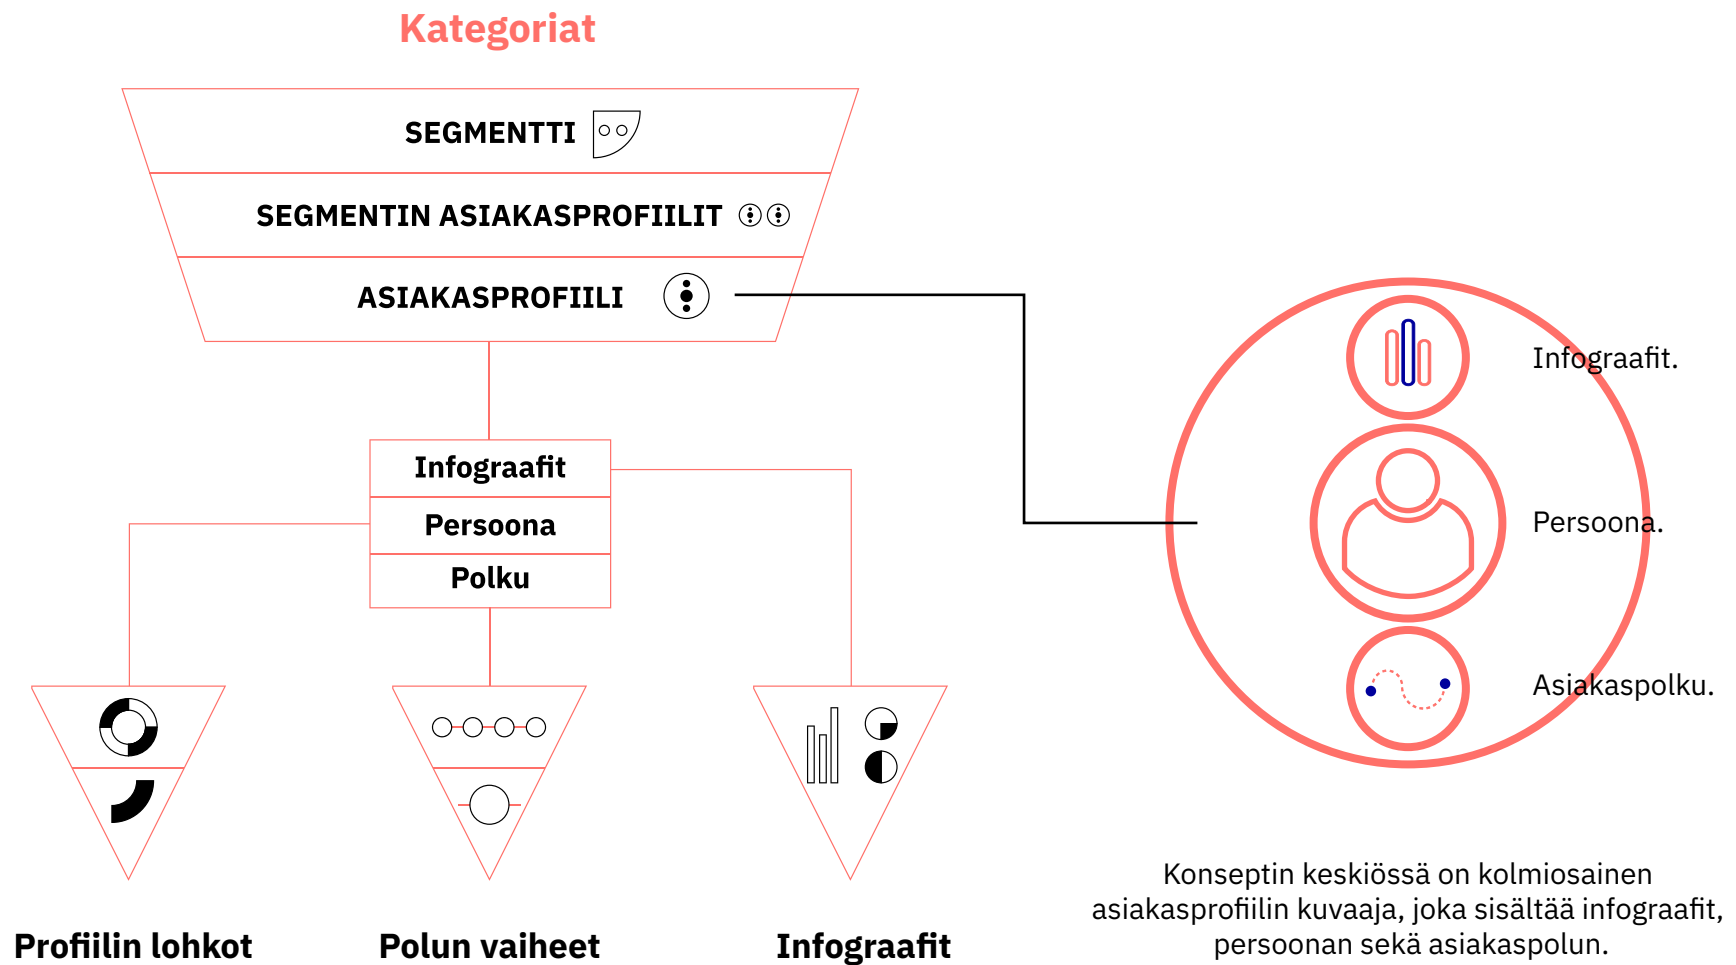 Kategoriat
SEGMENTTI
SEGMENTIN ASIAKASPROFIILIT
ASIAKASPROFIILI
Infograafit
Persoona
Polku
Profiilin lohkot
Polun vaiheet
Infograafit
Infograafit.
Persoona.
Asiakaspolku.
Konseptin keskiössä on kolmiosainen
asiakasprofiilin kuvaaja, joka sisältää infograafit,
persoonan sekä asiakaspolun.